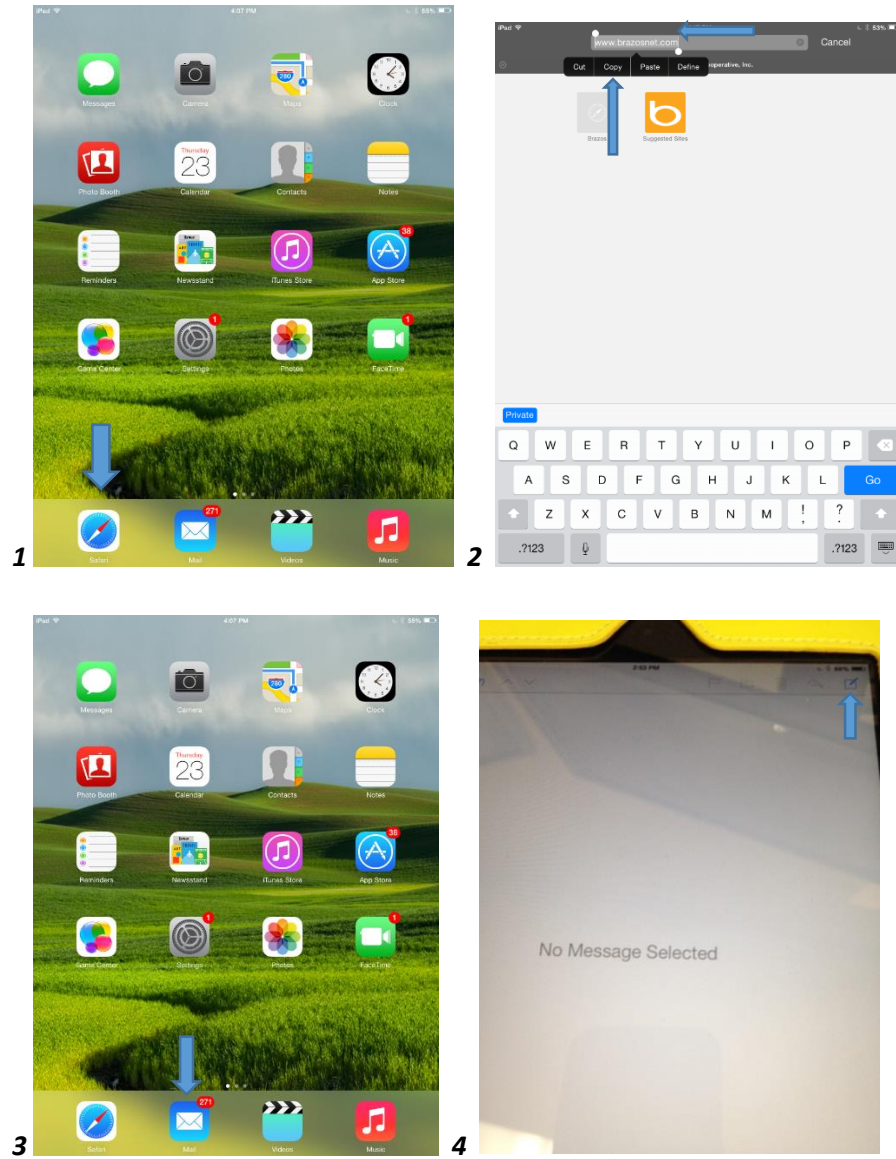 iPad 4:07 PM 55%
Messages Camera Maps Clock
280
Thursday
23
Photo Booth Calendar Contacts Notes
38
Reminders Newsstand iTunes Store App Store
1 1
Game Center Settings Photos FaceTime
271
Safari Mail Videos Music
1
iPad 53%
www.brazosnet.com Cancel
Cut Copy Paste Define operative, Inc.
Suggested Sites
Private
Q W E R T Y U I O P
A S D F G H J K L Go
Z X C V B N M ! , ? .
.?123 .?123
2
iPad 4:07 PM 55%
Messages Camera Maps Clock
280
Thursday
23
Photo Booth Calendar Contacts Notes
38
Reminders Newsstand iTunes Store App Store
1 1
Game Center Settings Photos FaceTime
271
Safari Mail Videos Music
3
No Message Selected
4